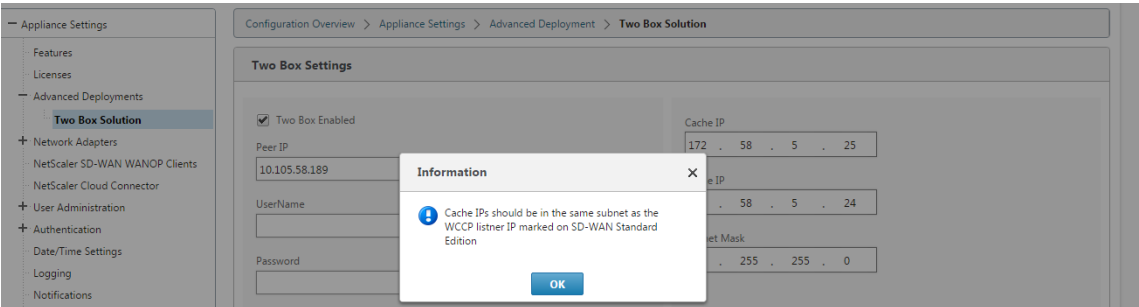 Appliance Settings
Features
Licenses
Advanced Deployments
Two Box Solution
Network Adapters
NetScaler SD-WAN WANOP Clients
NetScaler Cloud Connector
User Administration
Authentication
Date/Time Settings
Logging
Notifications
Configuration Overview > Appliance Settings > Advanced Deployment > Two Box Solution
Two Box Settings
Two Box Enabled
Peer IP
10.105.58.189
UserName
Password
Cache IP
172 . 58 . 5 . 25
e IP
. 58 . 5 . 24
et Mask
. 255 . 255 . 0
Information
Cache IPs should be in the same subnet as the
WCCP listner IP marked on SD-WAN Standard
Edition
OK